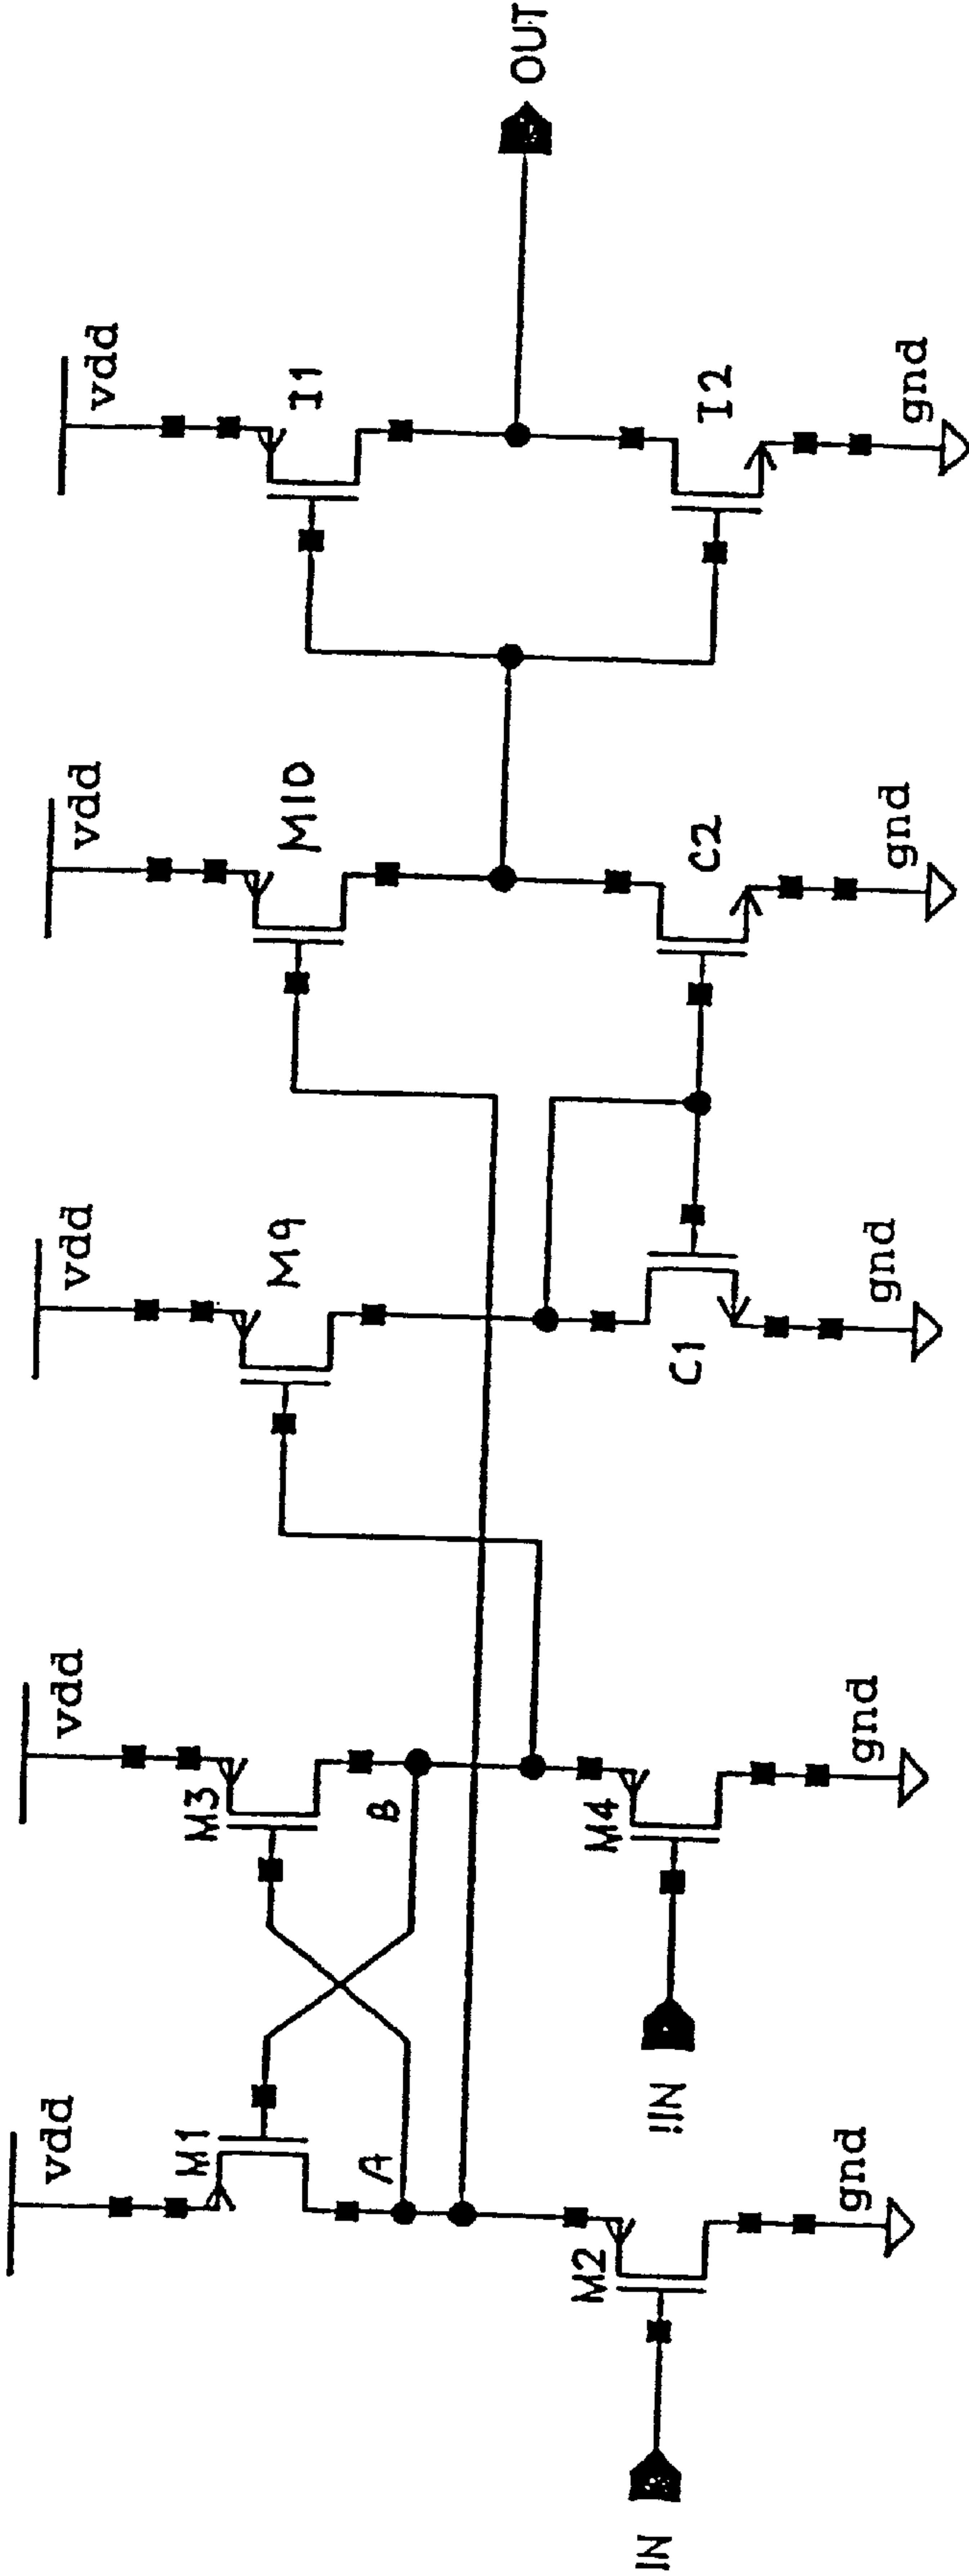 vdd
vdd
vdd
vdd
vdd
M1
M3
M9
M10
I1
A
B
OUT
M2
M4
C1
C2
I2
IN
!IN
gnd
gnd
gnd
gnd
gnd